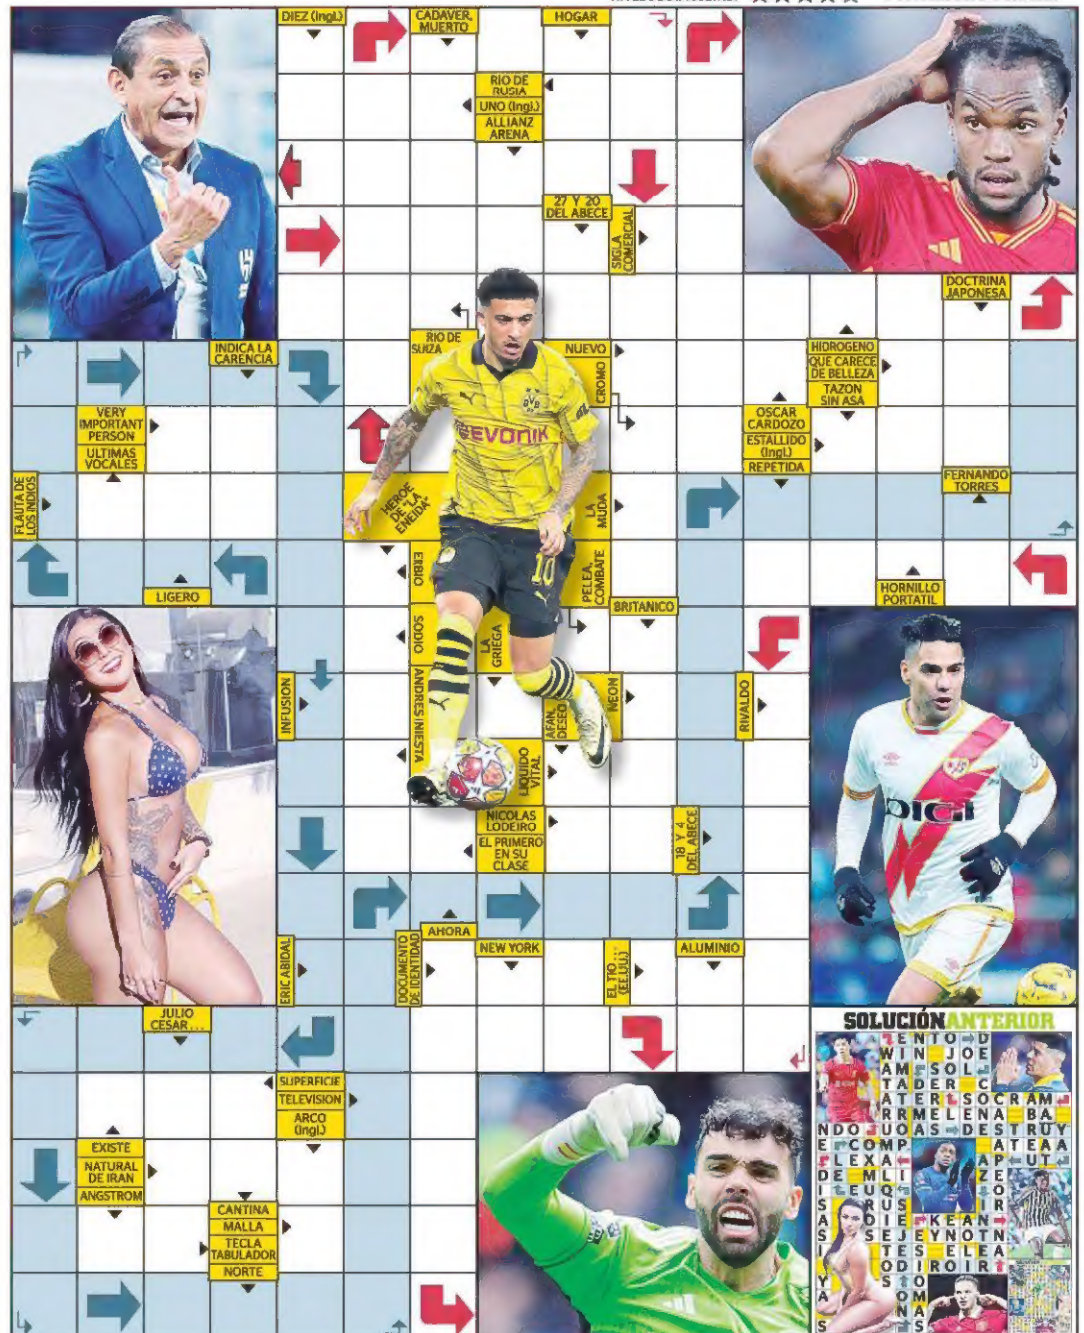 DIEZ (Ingl.)
CADAVER,
MUERTO
HOGAR
RIO DE
RUSIA
UNO (Ingl.)
ALLIANZ
ARENA
27 Y 20
DEL ABECE
SIGLA
COMERCIAL
DOCTRINA
JAPONESA
RIO DE
SUIZA
NUEVO
CROMO
HIDROGENO
QUE CARECE
DE BELLEZA
TAZON
SIN ASA
INDICA LA
CARENCIA
VERY
IMPORTANT
PERSON
ULTIMAS
VOCALES
OSCAR
CARDOZO
ESTALLIDO
(Ingl.)
REPETIDA
FLAUTA DE
LOS INDIOS
HEROE
DE "LA
ENEIDA"
EVONIK
LA
MUDA
FERNANDO
TORRES
ERBIO
10
PELEA,
COMBATE
LIGERO
HORNILLO
PORTATIL
BRITANICO
SODIO
LA
GRIEGA
INFUSION
ANDRES INIESTA
AFAN,
DESEO
NEON
RIVALDO
LIQUIDO
VITAL
DIGI
NICOLAS
LODEIRO
EL PRIMERO
EN SU
CLASE
18 Y 4
DEL ABECE
AHORA
ERIC ABIDAL
DOCUMENTO
DE IDENTIDAD
NEW YORK
EL TIO...
(EE.UU.)
ALUMINIO
JULIO
CESAR...
SOLUCIÓN ANTERIOR
SUPERFICIE
TELEVISION
ARCO
(Ingl.)
EXISTE
NATURAL
DE IRAN
ANGSTROM
CANTINA
MALLA
TECLA
TABULADOR
NORTE